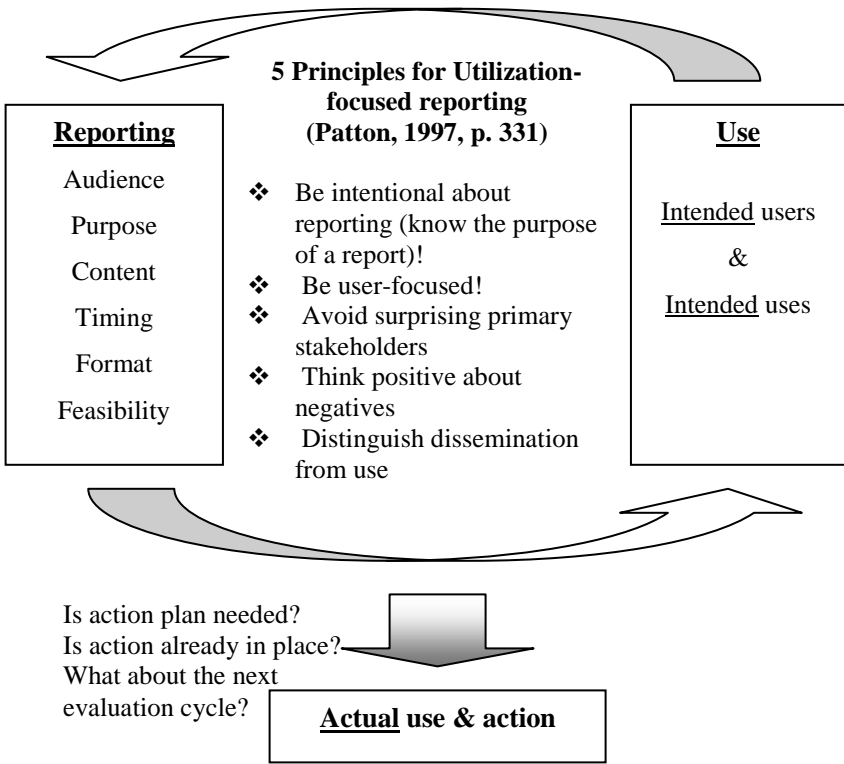 Reporting
Audience
Purpose
Content
Timing
Format
Feasibility
5 Principles for Utilization-
focused reporting
(Patton, 1997, p. 331)
❖ Be intentional about
reporting (know the purpose
of a report)!
❖ Be user-focused!
❖ Avoid surprising primary
stakeholders
❖ Think positive about
negatives
❖ Distinguish dissemination
from use
Use
Intended users
&
Intended uses
Is action plan needed?
Is action already in place?
What about the next
evaluation cycle?
Actual use & action